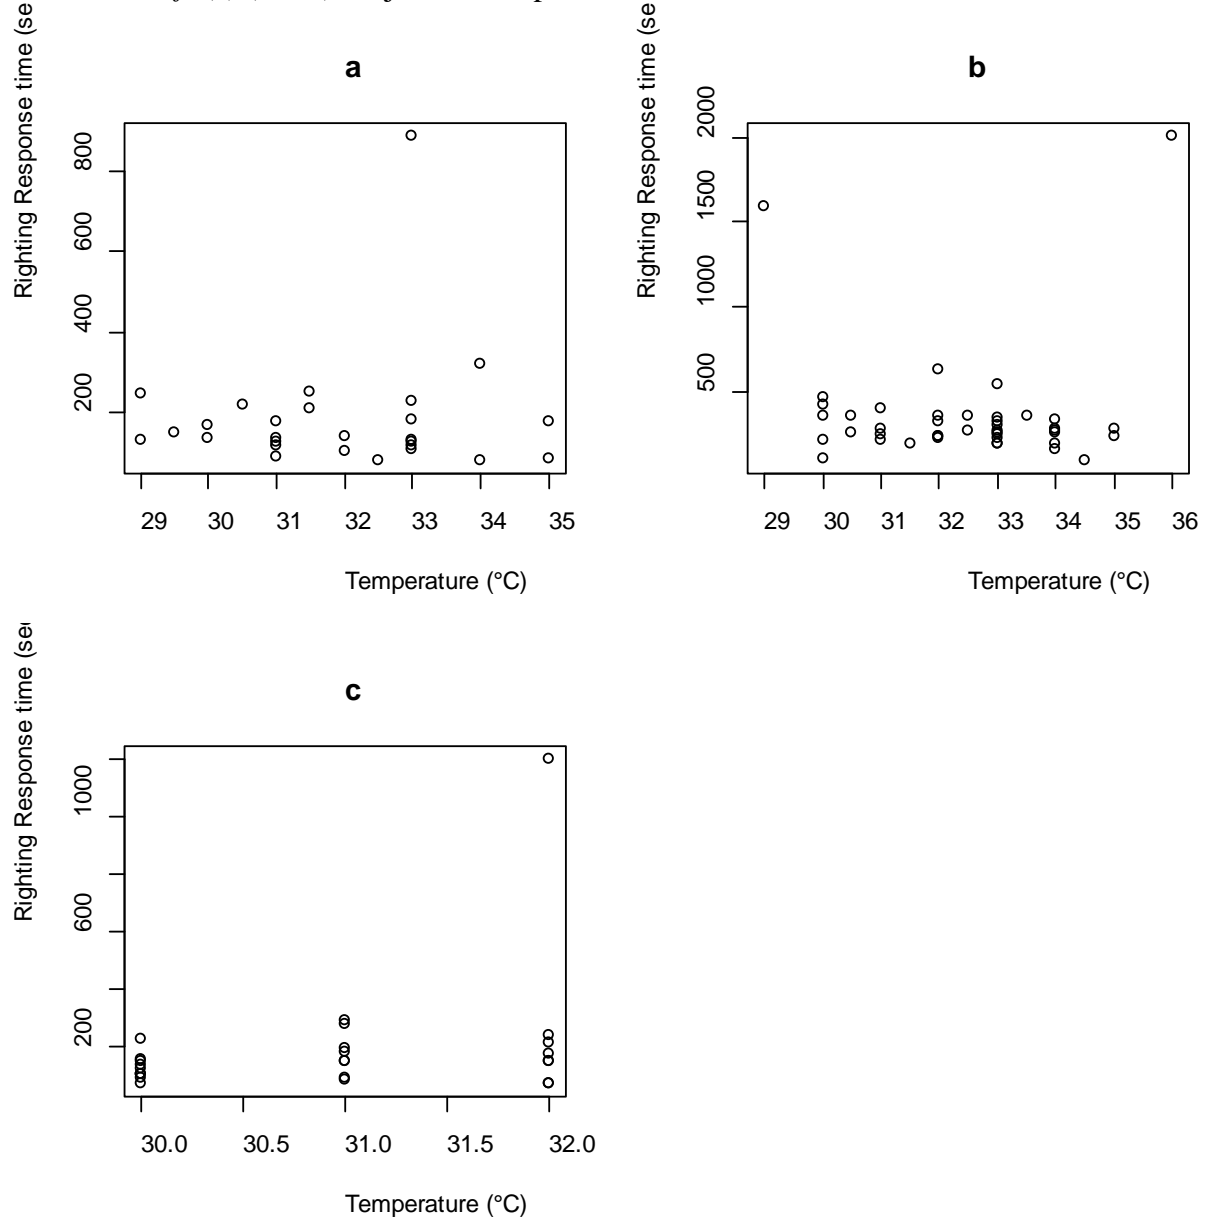 a
Righting Response time (se
200 400 600 800
29 30 31 32 33 34 35
Temperature (°C)
b
Righting Response time (se
500 1000 1500 2000
29 30 31 32 33 34 35 36
Temperature (°C)
c
Righting Response time (se
200 600 1000
30.0 30.5 31.0 31.5 32.0
Temperature (°C)